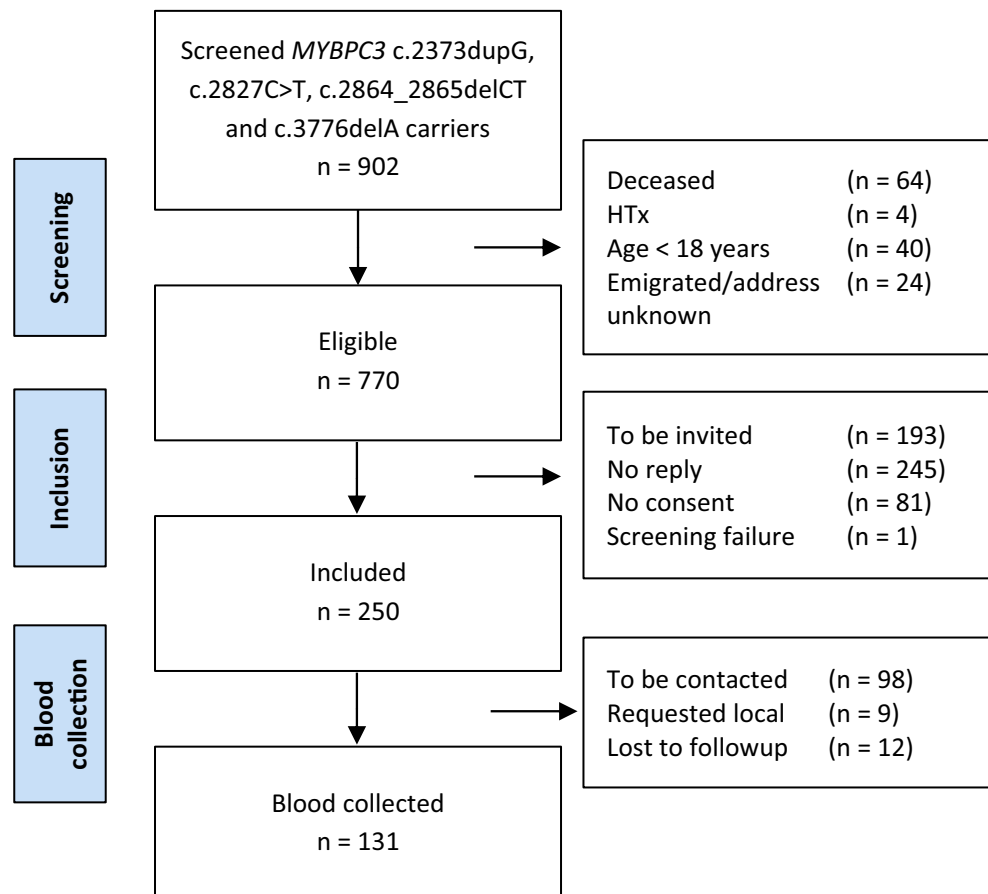 Screened MYBPC3 c.2373dupG,
c.2827C>T, c.2864_2865delCT
and c.3776delA carriers
n = 902
Screening
Deceased (n = 64)
HTx (n = 4)
Age < 18 years (n = 40)
Emigrated/address (n = 24)
unknown
Eligible
n = 770
Inclusion
To be invited (n = 193)
No reply (n = 245)
No consent (n = 81)
Screening failure (n = 1)
Included
n = 250
Blood
collection
To be contacted (n = 98)
Requested local (n = 9)
Lost to followup (n = 12)
Blood collected
n = 131